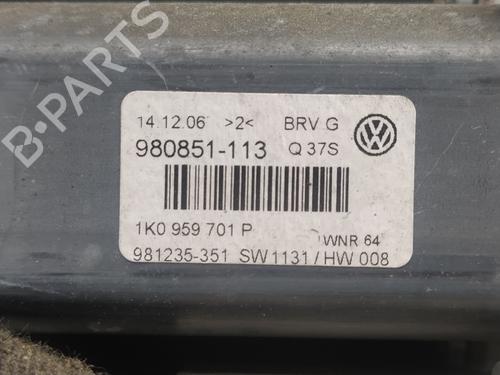 14.12.06 >2< BRV G
980851-113 Q 37S
1K0 959 701 P
WNR 64
981235-351 SW1131/HW 008
B-PARTS
B-PARTS